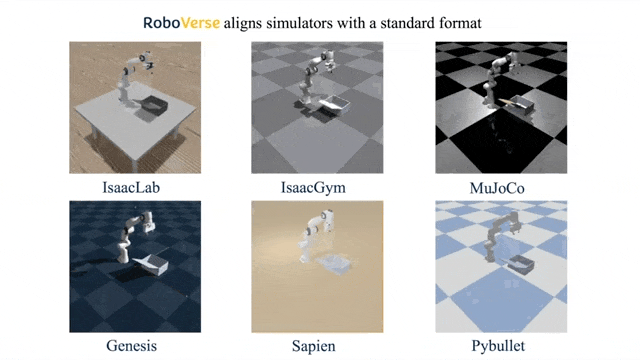 RoboVerse aligns simulators with a standard format
IsaacLab
IsaacGym
MuJoCo
Genesis
Sapien
Pybullet